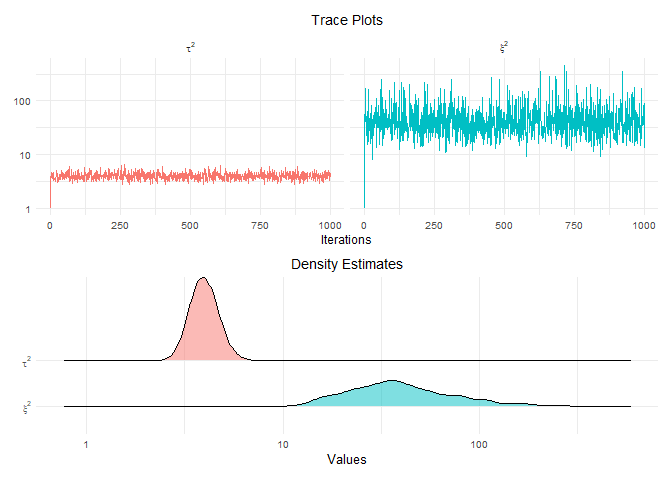 Trace Plots
τ² ξ²
100
10
1
0 250 500 750 1000 0 250 500 750 1000
Iterations
Density Estimates
τ²
ξ²
1 10 100
Values